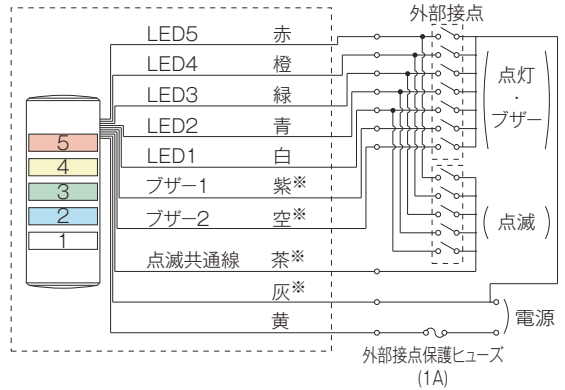 外部接点
LED5 赤
LED4 橙
LED3 緑
LED2 青
LED1 白
ブザー1 紫※
ブザー2 空※
点滅共通線 茶※
灰※
黄
5
4
3
2
1
点灯
・
ブザー
点滅
電源
外部接点保護ヒューズ
(1A)